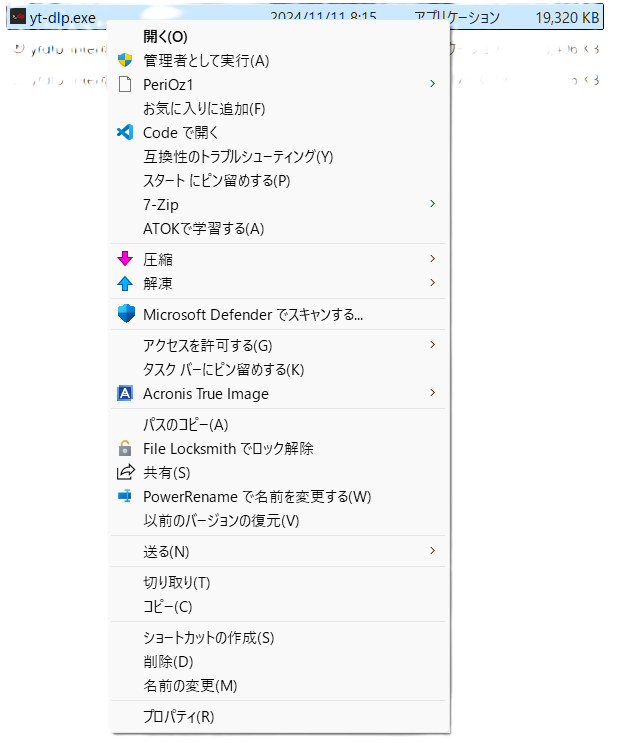 yt-dlp.exe 2024/11/11 8:15 アプリケーション 19,320 KB
開く(O)
管理者として実行(A)
PeriOz1
お気に入りに追加(F)
Code で開く
互換性のトラブルシューティング(Y)
スタート にピン留めする(P)
7-Zip
ATOKで学習する(A)
圧縮
解凍
Microsoft Defender でスキャンする...
アクセスを許可する(G)
タスク バーにピン留めする(K)
Acronis True Image
パスのコピー(A)
File Locksmith でロック解除
共有(S)
PowerRename で名前を変更する(W)
以前のバージョンの復元(V)
送る(N)
切り取り(T)
コピー(C)
ショートカットの作成(S)
削除(D)
名前の変更(M)
プロパティ(R)